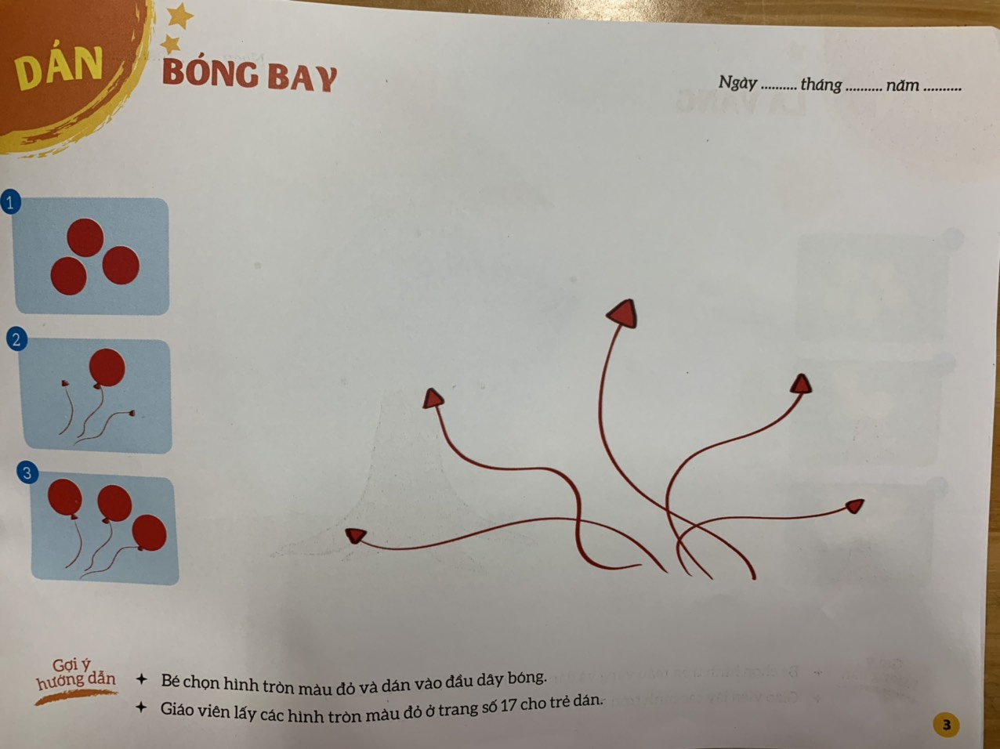 DÁN
BÓNG BAY
Ngày .......... tháng .......... năm ..........
1
2
3
Gợi ý
hướng dẫn
Bé chọn hình tròn màu đỏ và dán vào đầu dây bóng.
Giáo viên lấy các hình tròn màu đỏ ở trang số 17 cho trẻ dán.
3